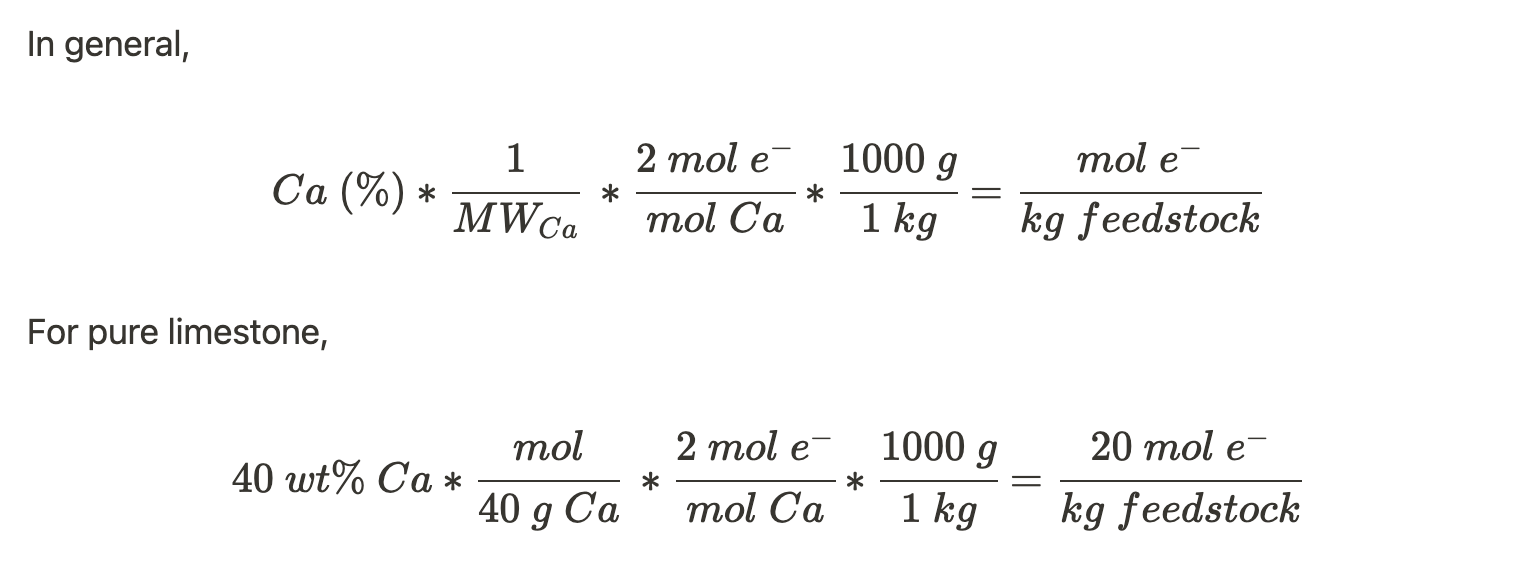 In general,
Ca (%) * 1/MW_Ca * 2 mol e⁻/mol Ca * 1000 g/1 kg = mol e⁻/kg feedstock
For pure limestone,
40 wt% Ca * mol/40 g Ca * 2 mol e⁻/mol Ca * 1000 g/1 kg = 20 mol e⁻/kg feedstock